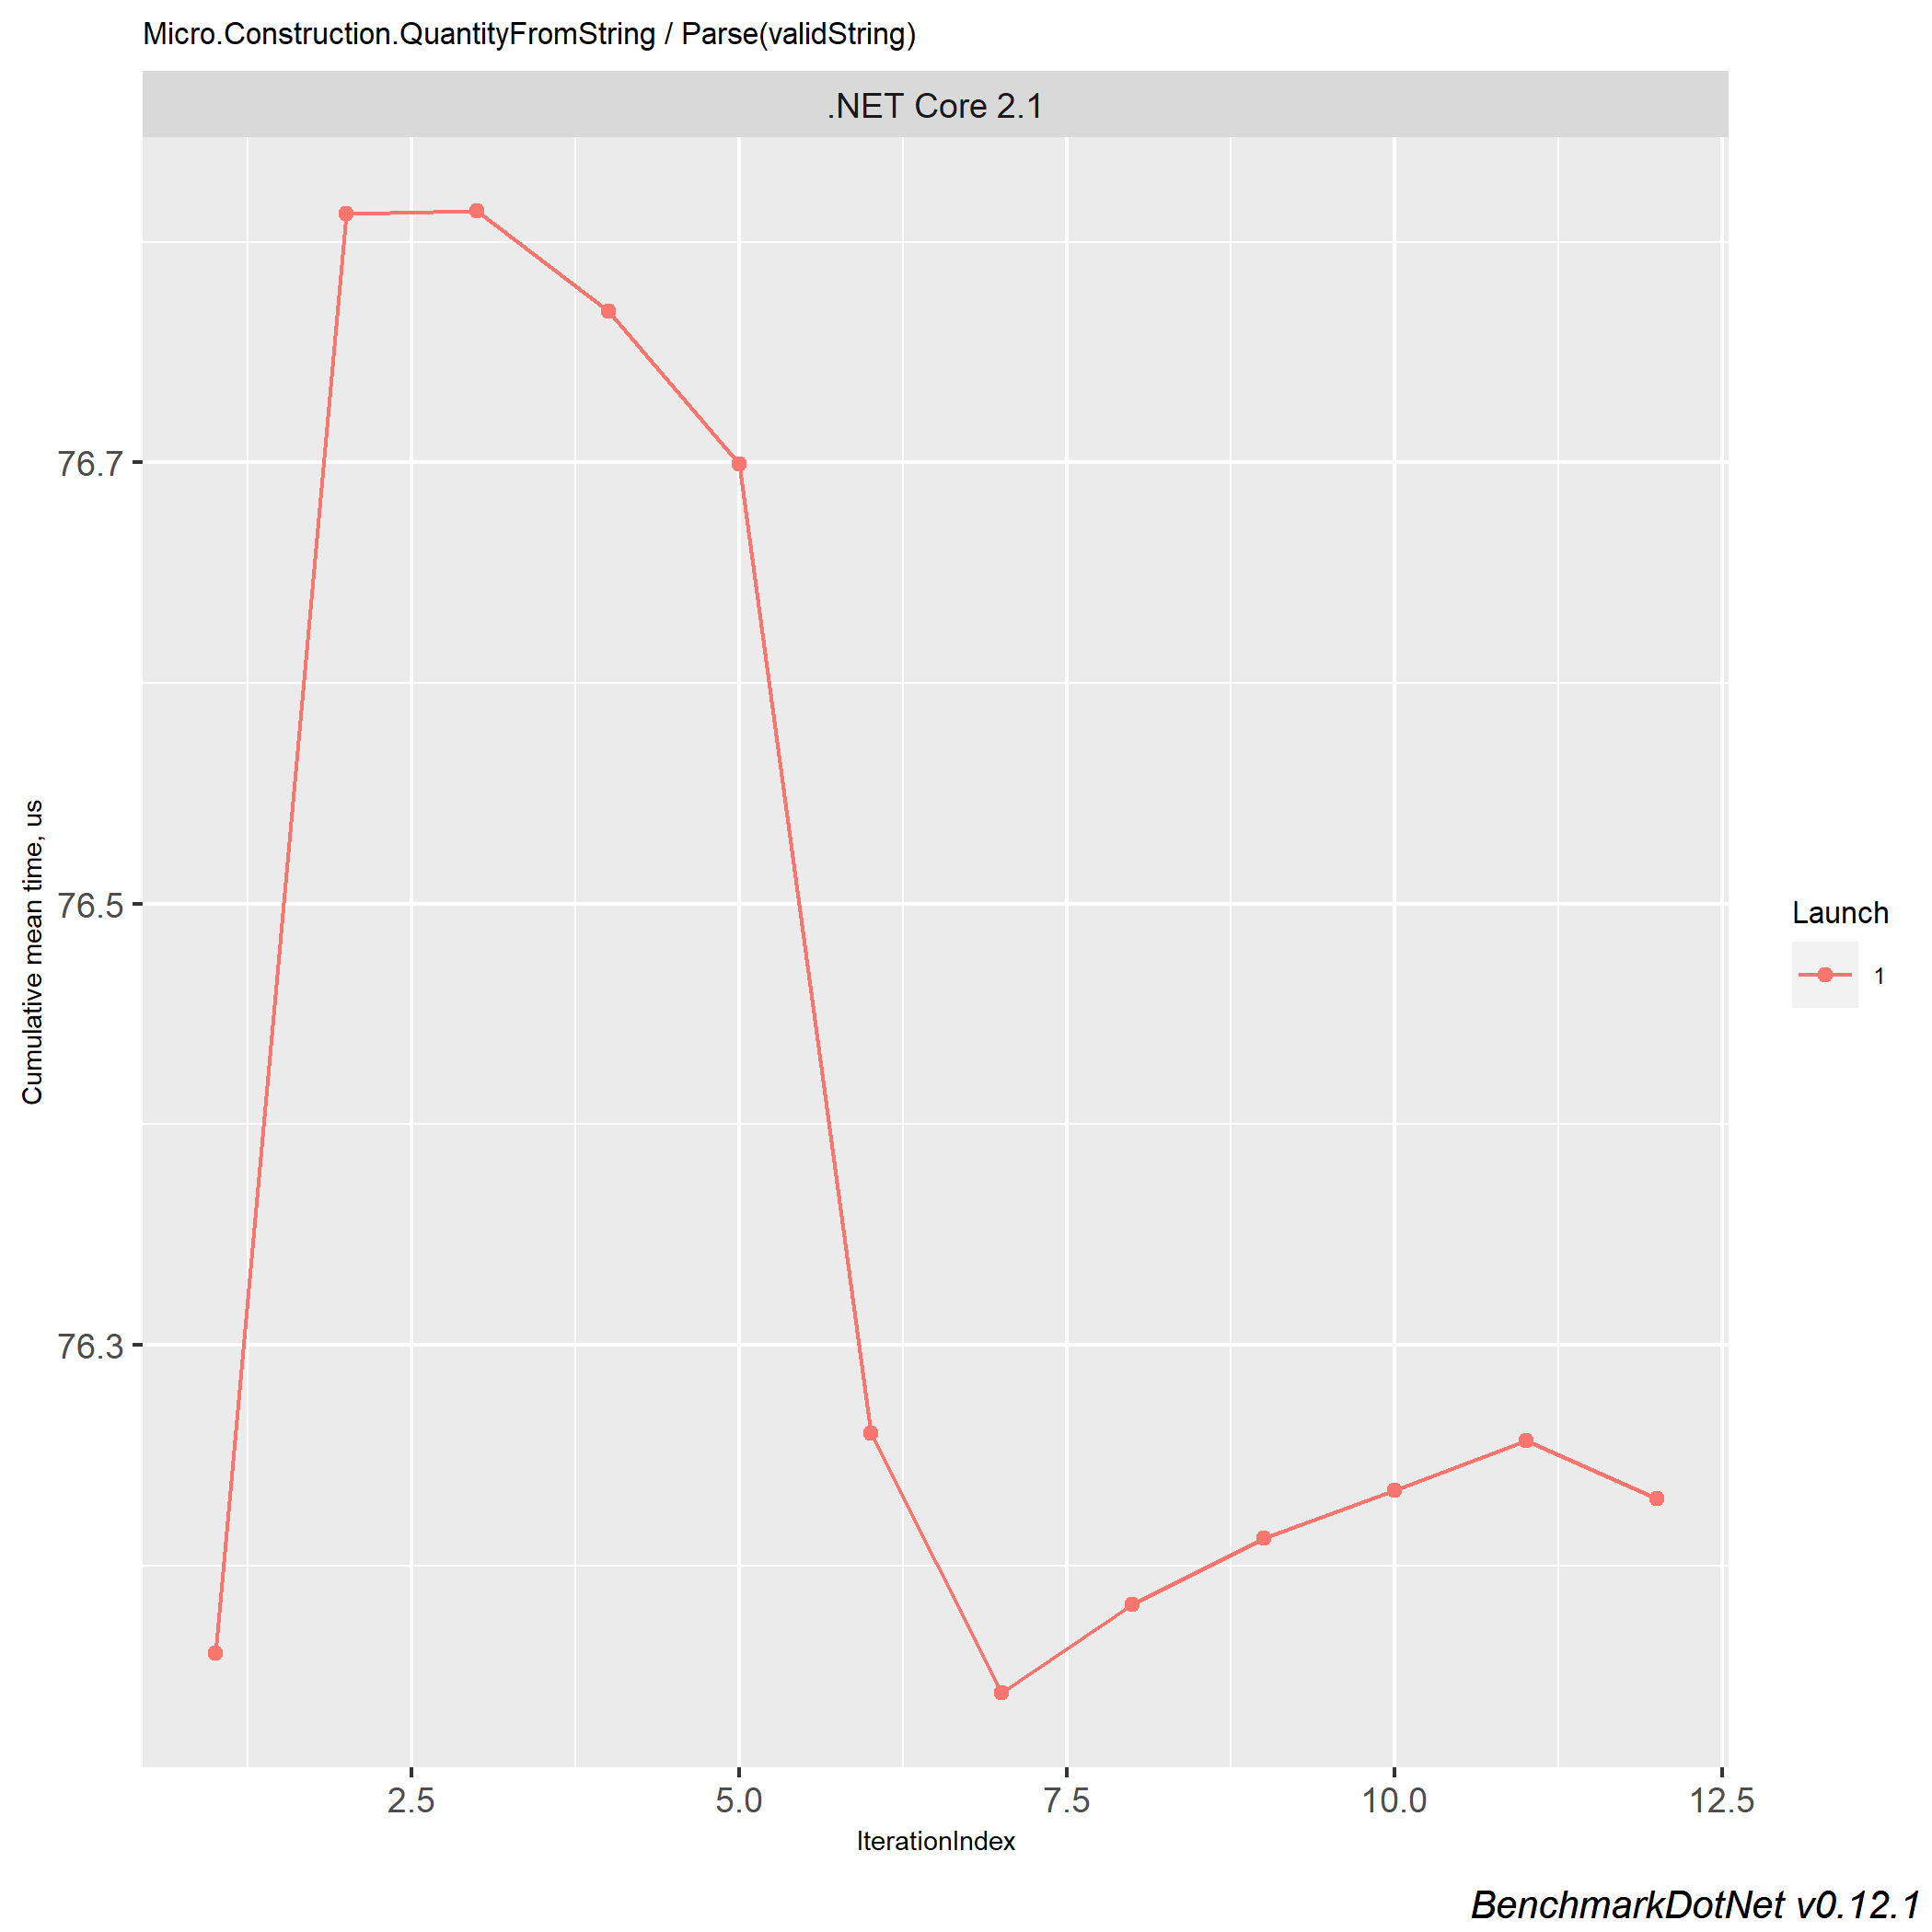 Micro.Construction.QuantityFromString / Parse(validString)
.NET Core 2.1
76.7
76.5
76.3
Cumulative mean time, us
2.5
5.0
7.5
10.0
12.5
IterationIndex
Launch
1
BenchmarkDotNet v0.12.1